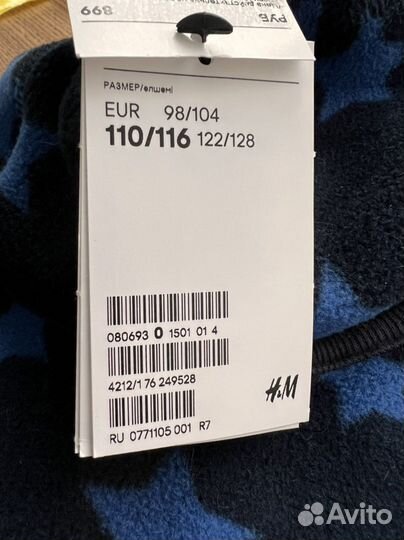 РУБ
899
РАЗМЕР/өлшемі
EUR 98/104
110/116 122/128
080693 0 1501 01 4
4212/1 76 249528
H&M
RU 0771105 001 R7
Avito